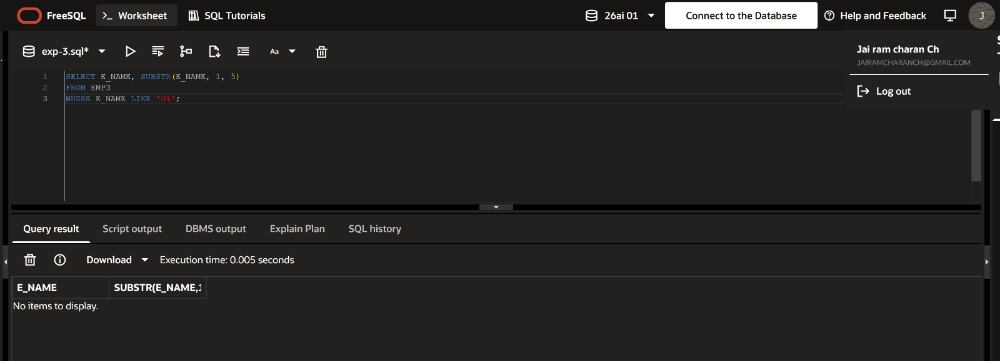 FreeSQL
>_ Worksheet
SQL Tutorials
26ai 01
Connect to the Database
Help and Feedback
J
exp-3.sql*
Aa
Jai ram charan Ch
JAIRAMCHARANCH@GMAIL.COM
Log out
1 SELECT E_NAME, SUBSTR(E_NAME, 1, 5)
2 FROM EMP3
3 WHERE E_NAME LIKE 'H%';
Query result
Script output
DBMS output
Explain Plan
SQL history
Download
Execution time: 0.005 seconds
E_NAME
SUBSTR(E_NAME,1
No items to display.